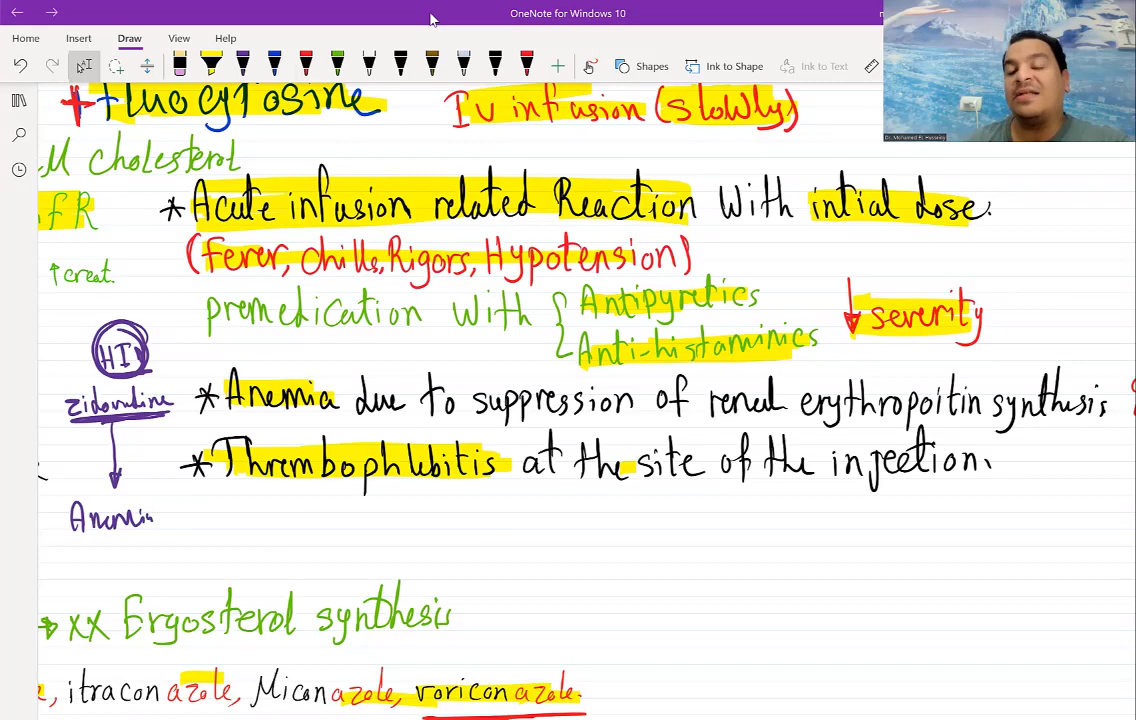 OneNote for Windows 10
Home Insert Draw View Help
Shapes Ink to Shape Ink to Text
+ Flucytosine IV infusion (slowly)
M cholesterol
*Acute infusion related Reaction with intial dose.
(Fever, chills, Rigors, Hypotension)
↑creat.
premedication with { Antipyretics
Anti-histaminics
↓ severity
HIV
zidovudine
*Anemia due to suppression of renal erythropoitin synthesis
*Thrombophlebitis at the site of the injection.
Anemia
→ xx Ergosterol synthesis
, itraconazole, Miconazole, voriconazole.